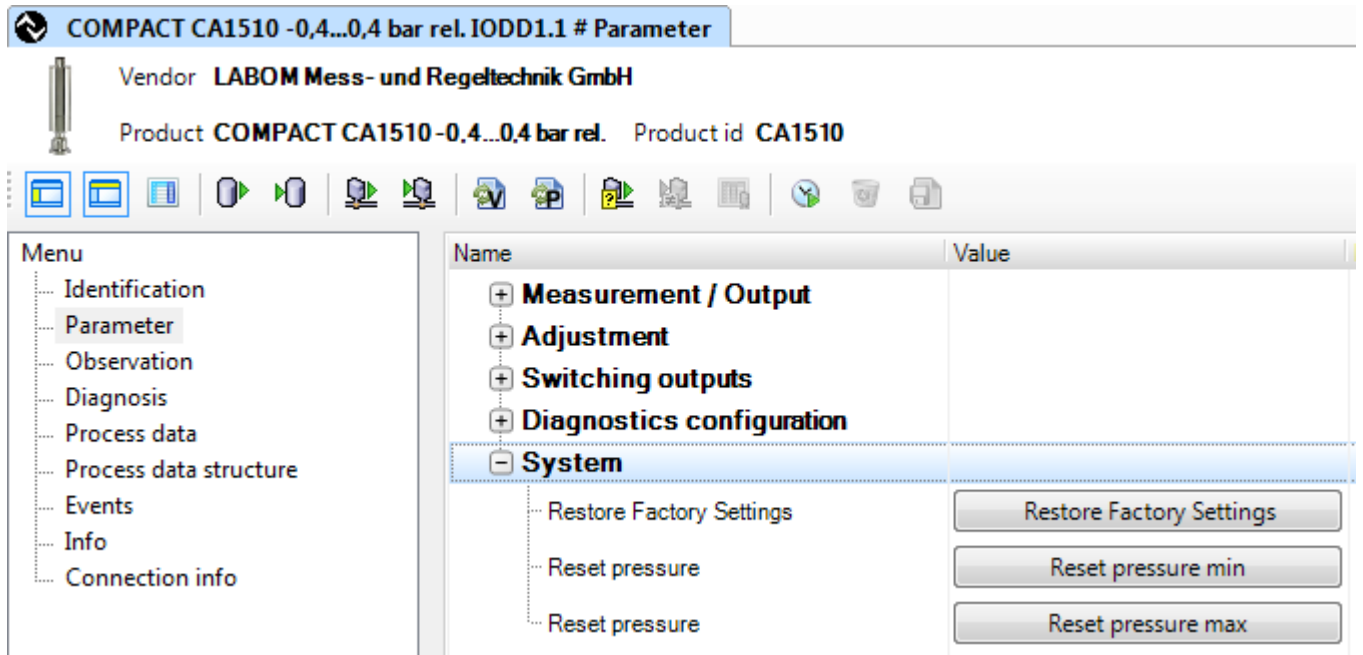 COMPACT CA1510 -0,4...0,4 bar rel. IODD1.1 # Parameter
Vendor LABOM Mess- und Regeltechnik GmbH
Product COMPACT CA1510 -0,4...0,4 bar rel. Product id CA1510
V P ?
Menu
Identification
Parameter
Observation
Diagnosis
Process data
Process data structure
Events
Info
Connection info
Name Value
Measurement / Output
Adjustment
Switching outputs
Diagnostics configuration
System
Restore Factory Settings Restore Factory Settings
Reset pressure Reset pressure min
Reset pressure Reset pressure max